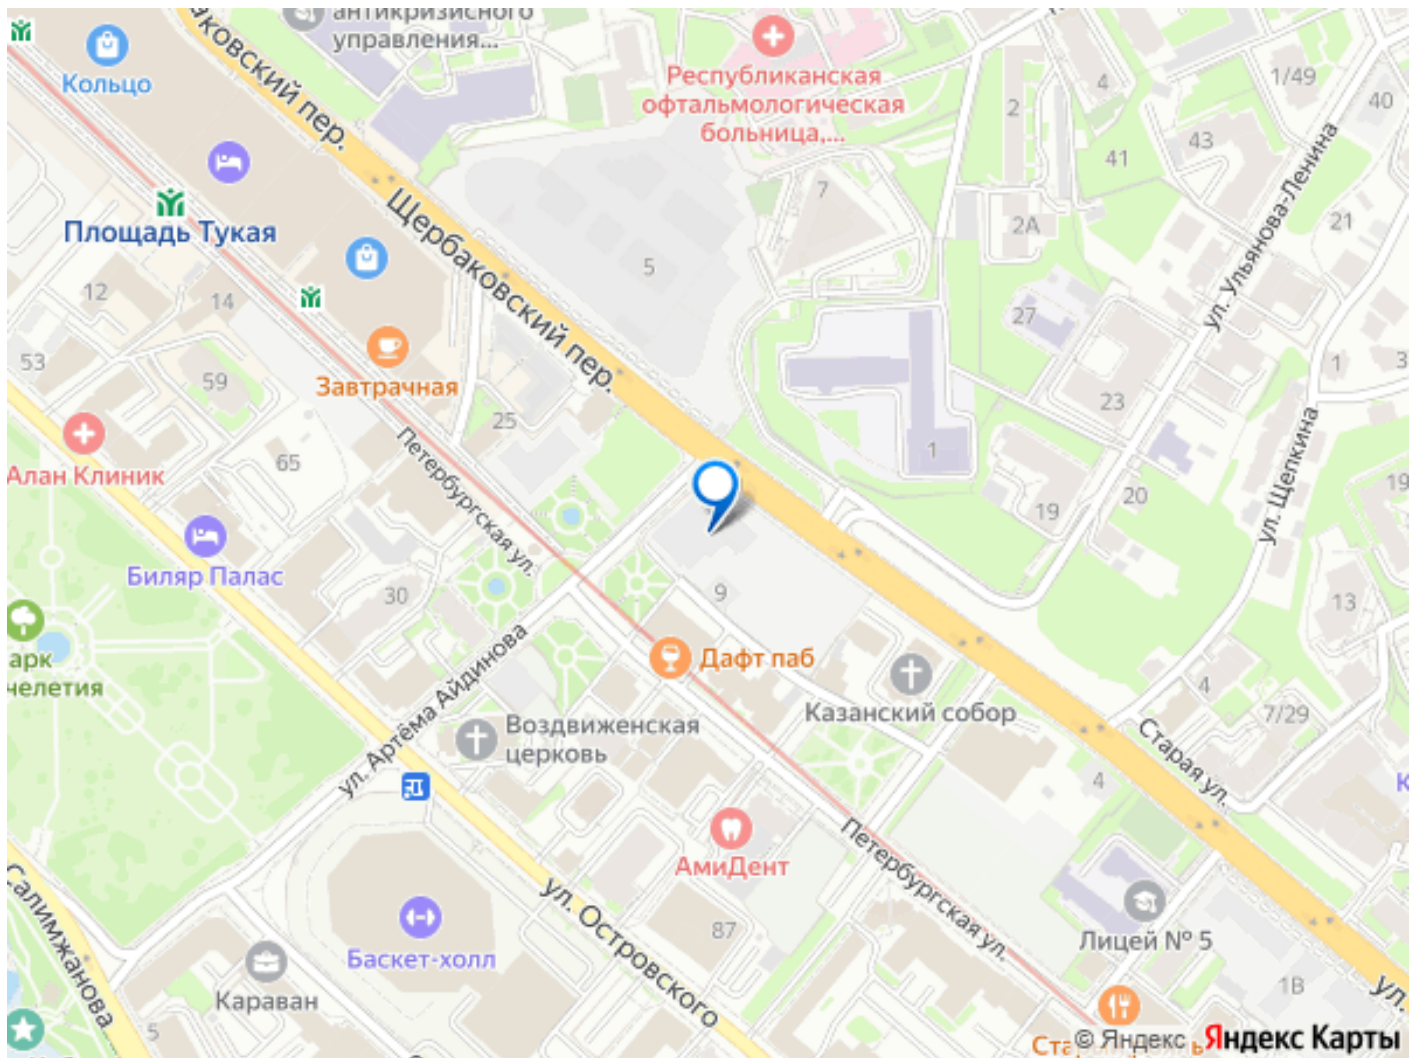 антикризисного
управления...
Кольцо
аковский пер.
Республиканская
офтальмологическая
больница,...
1/49
4
2
40
43
41
7
Площадь Тукая
Щербаковский пер.
ул. Ульянова-Ленина
2А
21
5
12
14
27
53
59
Завтрачная
1
3
23
25
Алан Клиник
65
Петербургская ул.
1
ул. Щепкина
19
20
19
Биляр Палас
30
9
13
арк
челетия
ул. Артёма Айдинова
Дафт паб
Казанский собор
4
7/29
Воздвиженская
церковь
Старая ул.
4
АмиДент
Петербургская ул.
Салимжанова
ул. Островского
87
Лицей № 5
Баскет-холл
Караван
5
1В
ул.
© Яндекс Яндекс Карты